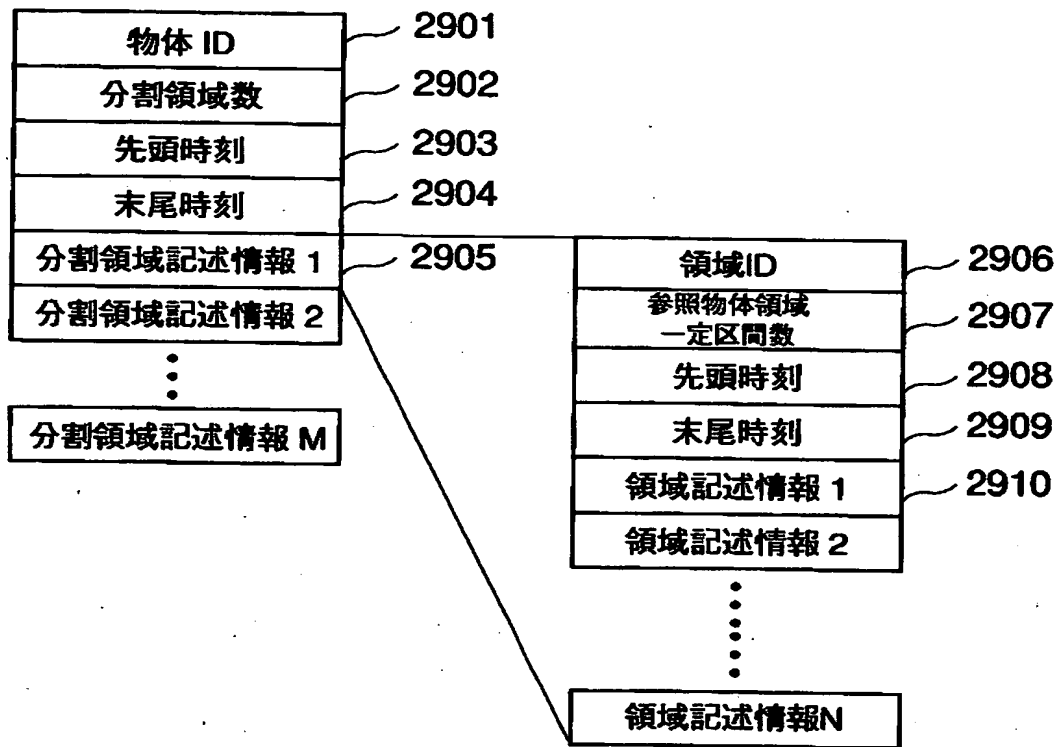 物体 ID
2901
分割領域数
2902
先頭時刻
2903
末尾時刻
2904
分割領域記述情報 1
2905
分割領域記述情報 2
分割領域記述情報 M
領域ID
2906
参照物体領域
一定区間数
2907
先頭時刻
2908
末尾時刻
2909
領域記述情報 1
2910
領域記述情報 2
領域記述情報N